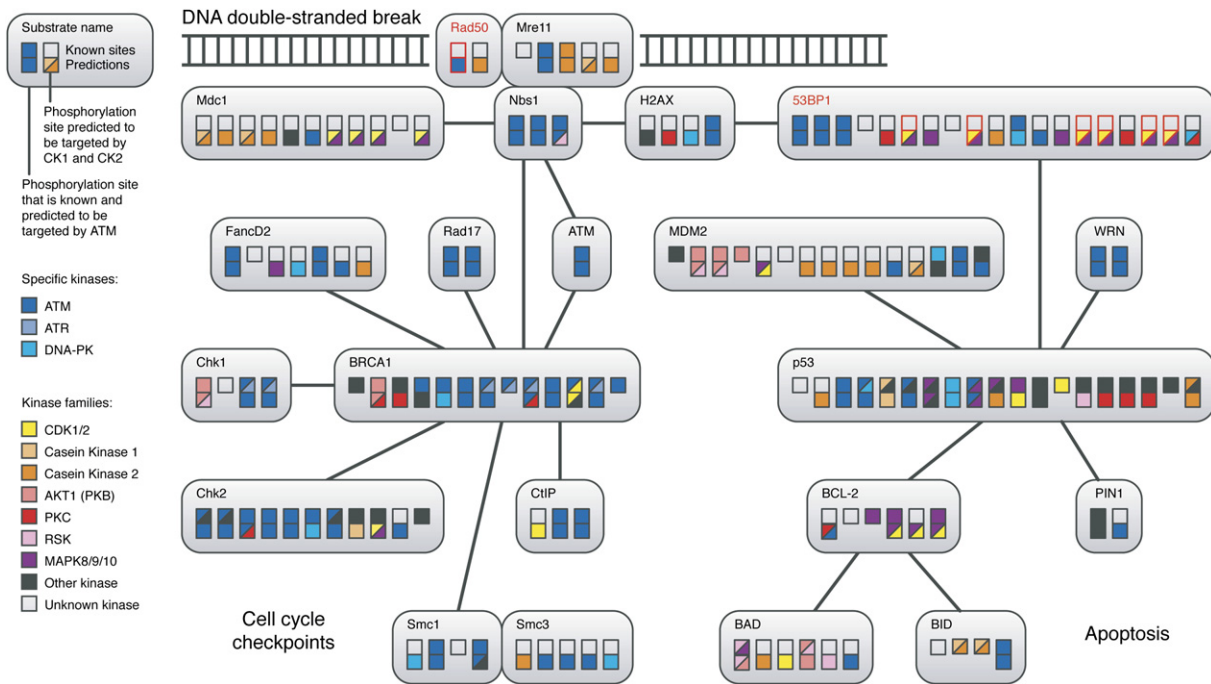 DNA double-stranded break
Substrate name
Known sites
Predictions
Phosphorylation
site predicted to
be targeted by
CK1 and CK2
Phosphorylation site
that is known and
predicted to be
targeted by ATM
Specific kinases:
ATM
ATR
DNA-PK
Kinase families:
CDK1/2
Casein Kinase 1
Casein Kinase 2
AKT1 (PKB)
PKC
RSK
MAPK8/9/10
Other kinase
Unknown kinase
Rad50
Mre11
Mdc1
Nbs1
H2AX
53BP1
FancD2
Rad17
ATM
MDM2
WRN
Chk1
BRCA1
p53
Chk2
CtIP
BCL-2
PIN1
Cell cycle
checkpoints
Smc1
Smc3
BAD
BID
Apoptosis